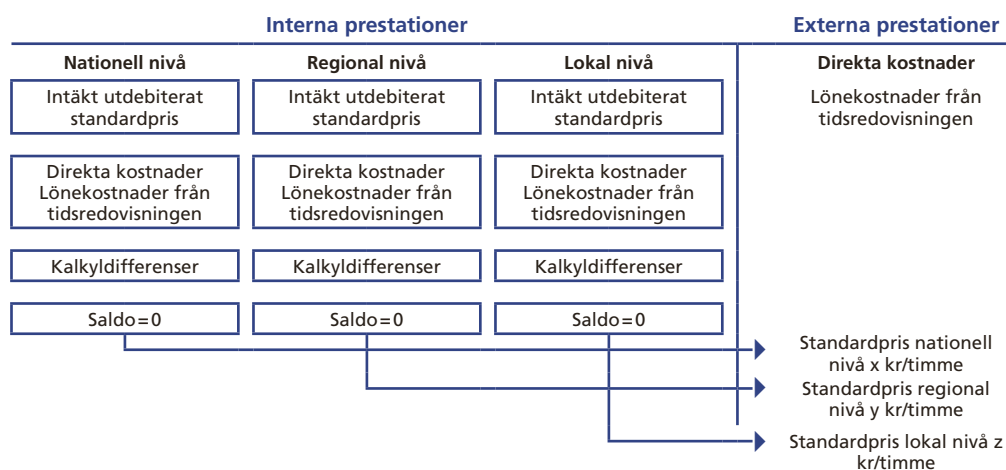 Interna prestationer
Externa prestationer
Nationell nivå
Regional nivå
Lokal nivå
Direkta kostnader
Intäkt utdebiterat
standardpris
Intäkt utdebiterat
standardpris
Intäkt utdebiterat
standardpris
Lönekostnader från
tidsredovisningen
Direkta kostnader
Lönekostnader från
tidsredovisningen
Direkta kostnader
Lönekostnader från
tidsredovisningen
Direkta kostnader
Lönekostnader från
tidsredovisningen
Kalkyldifferenser
Kalkyldifferenser
Kalkyldifferenser
Saldo=0
Saldo=0
Saldo=0
Standardpris nationell
nivå x kr/timme
Standardpris regional
nivå y kr/timme
Standardpris lokal nivå z
kr/timme